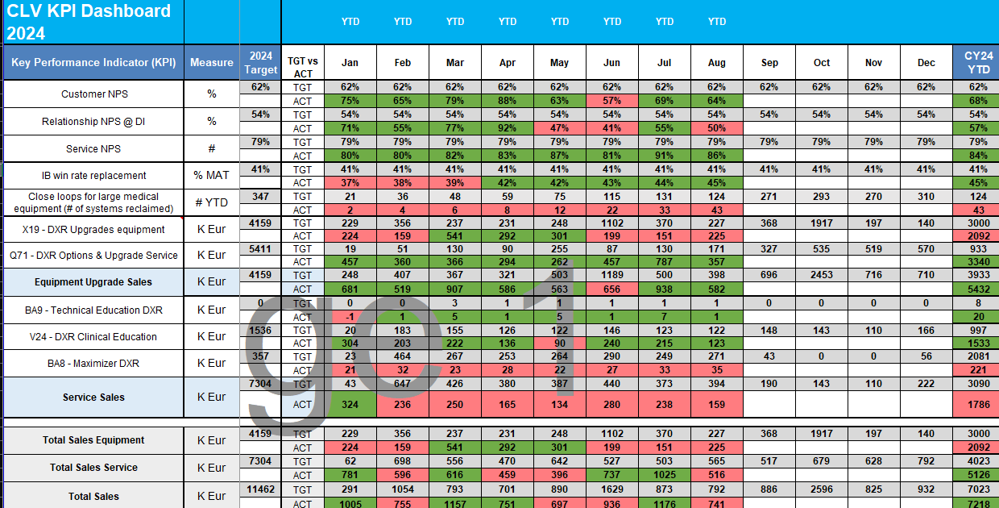 CLV KPI Dashboard
2024
YTD YTD YTD YTD YTD YTD YTD YTD
Key Performance Indicator (KPI) Measure 2024 Target TGT vs ACT Jan Feb Mar Apr May Jun Jul Aug Sep Oct Nov Dec CY24 YTD
Customer NPS % 62% TGT 62% 62% 62% 62% 62% 62% 62% 62% 62% 62% 62% 62% 62%
ACT 75% 65% 79% 88% 63% 57% 69% 64% 68%
Relationship NPS @ DI % 54% TGT 54% 54% 54% 54% 54% 54% 54% 54% 54% 54% 54% 54% 54%
ACT 71% 55% 77% 92% 47% 41% 55% 50% 57%
Service NPS # 79% TGT 79% 79% 79% 79% 79% 79% 79% 79% 79% 79% 79% 79% 79%
ACT 80% 80% 82% 83% 87% 81% 91% 86% 84%
IB win rate replacement % MAT 41% TGT 41% 41% 41% 41% 41% 41% 41% 41% 41% 41% 41% 41% 41%
ACT 37% 38% 39% 42% 42% 43% 44% 45% 45%
Close loops for large medical
equipment (# of systems reclaimed) # YTD 347 TGT 21 36 48 59 75 115 131 124 271 293 270 310 124
ACT 2 4 6 8 12 22 33 43 43
X19 - DXR Upgrades equipment K Eur 4159 TGT 229 356 237 231 248 1102 370 227 368 1917 197 140 3000
ACT 224 159 541 292 301 199 151 225 2092
Q71 - DXR Options & Upgrade Service K Eur 5411 TGT 19 51 130 90 255 87 130 171 327 535 519 570 933
ACT 457 360 366 294 262 457 787 357 3340
Equipment Upgrade Sales K Eur 4159 TGT 248 407 367 321 503 1189 500 398 696 2453 716 710 3933
ACT 681 519 907 586 563 656 938 582 5432
BA9 - Technical Education DXR K Eur 0 TGT 0 0 3 1 1 1 1 1 0 0 0 0 8
ACT -1 1 5 1 5 1 7 1 20
V24 - DXR Clinical Education K Eur 1536 TGT 20 183 155 126 122 146 123 122 148 143 110 166 997
ACT 304 203 222 136 90 240 215 123 1533
BA8 - Maximizer DXR K Eur 357 TGT 23 464 267 253 264 290 249 271 43 0 0 56 2081
ACT 21 32 23 28 22 27 33 35 221
Service Sales K Eur 7304 TGT 43 647 426 380 387 440 373 394 190 143 110 222 3090
ACT 324 236 250 165 134 280 238 159 1786
Total Sales Equipment K Eur 4159 TGT 229 356 237 231 248 1102 370 227 368 1917 197 140 3000
ACT 224 159 541 292 301 199 151 225 2092
Total Sales Service K Eur 7304 TGT 62 698 556 470 642 527 503 565 517 679 628 792 4023
ACT 781 596 616 459 396 737 1025 516 5126
Total Sales K Eur 11462 TGT 291 1054 793 701 890 1629 873 792 886 2596 825 932 7023
ACT 1005 755 1157 751 697 936 1176 741 7218